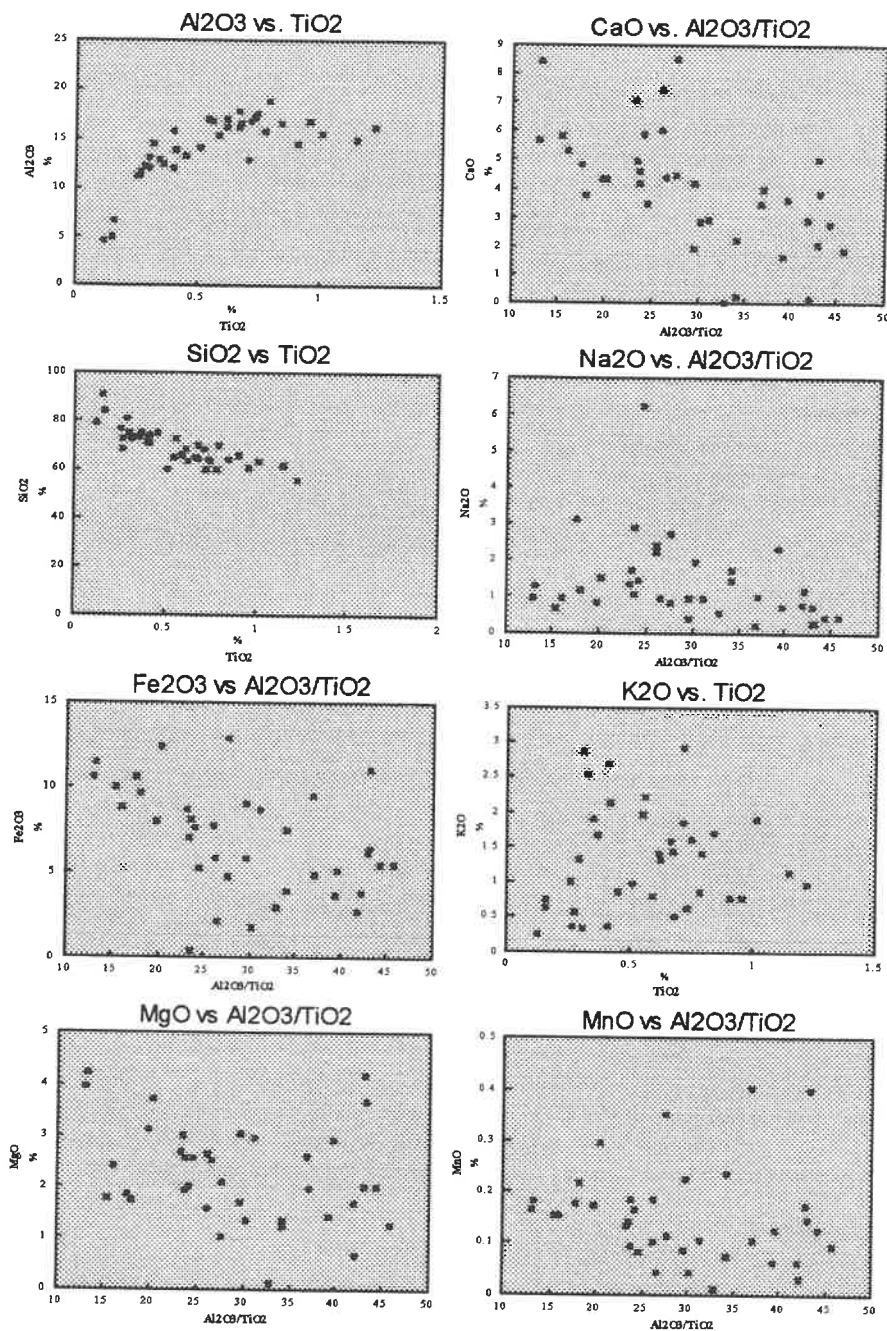 Al2O3 vs. TiO2
25
20
15
10
5
0
Al2O3
%
0
0.5
1
1.5
%
TiO2
CaO vs. Al2O3/TiO2
9
8
7
6
5
4
3
2
1
0
CaO
%
10 15 20 25 30 35 40 45 50
Al2O3/TiO2
SiO2 vs TiO2
100
80
60
40
20
0
SiO2
%
0
0.5
1
1.5
2
%
TiO2
Na2O vs. Al2O3/TiO2
7
6
5
4
3
2
1
0
Na2O
%
10 15 20 25 30 35 40 45 50
Al2O3/TiO2
Fe2O3 vs Al2O3/TiO2
15
10
5
0
Fe2O3
%
10 15 20 25 30 35 40 45 50
Al2O3/TiO2
K2O vs. TiO2
3.5
3
2.5
2
1.5
1
0.5
0
K2O
%
0
0.5
1
1.5
%
TiO2
MgO vs Al2O3/TiO2
5
4
3
2
1
0
MgO
%
10 15 20 25 30 35 40 45 50
Al2O3/TiO2
MnO vs Al2O3/TiO2
0.5
0.4
0.3
0.2
0.1
0
MnO
%
10 15 20 25 30 35 40 45 50
Al2O3/TiO2